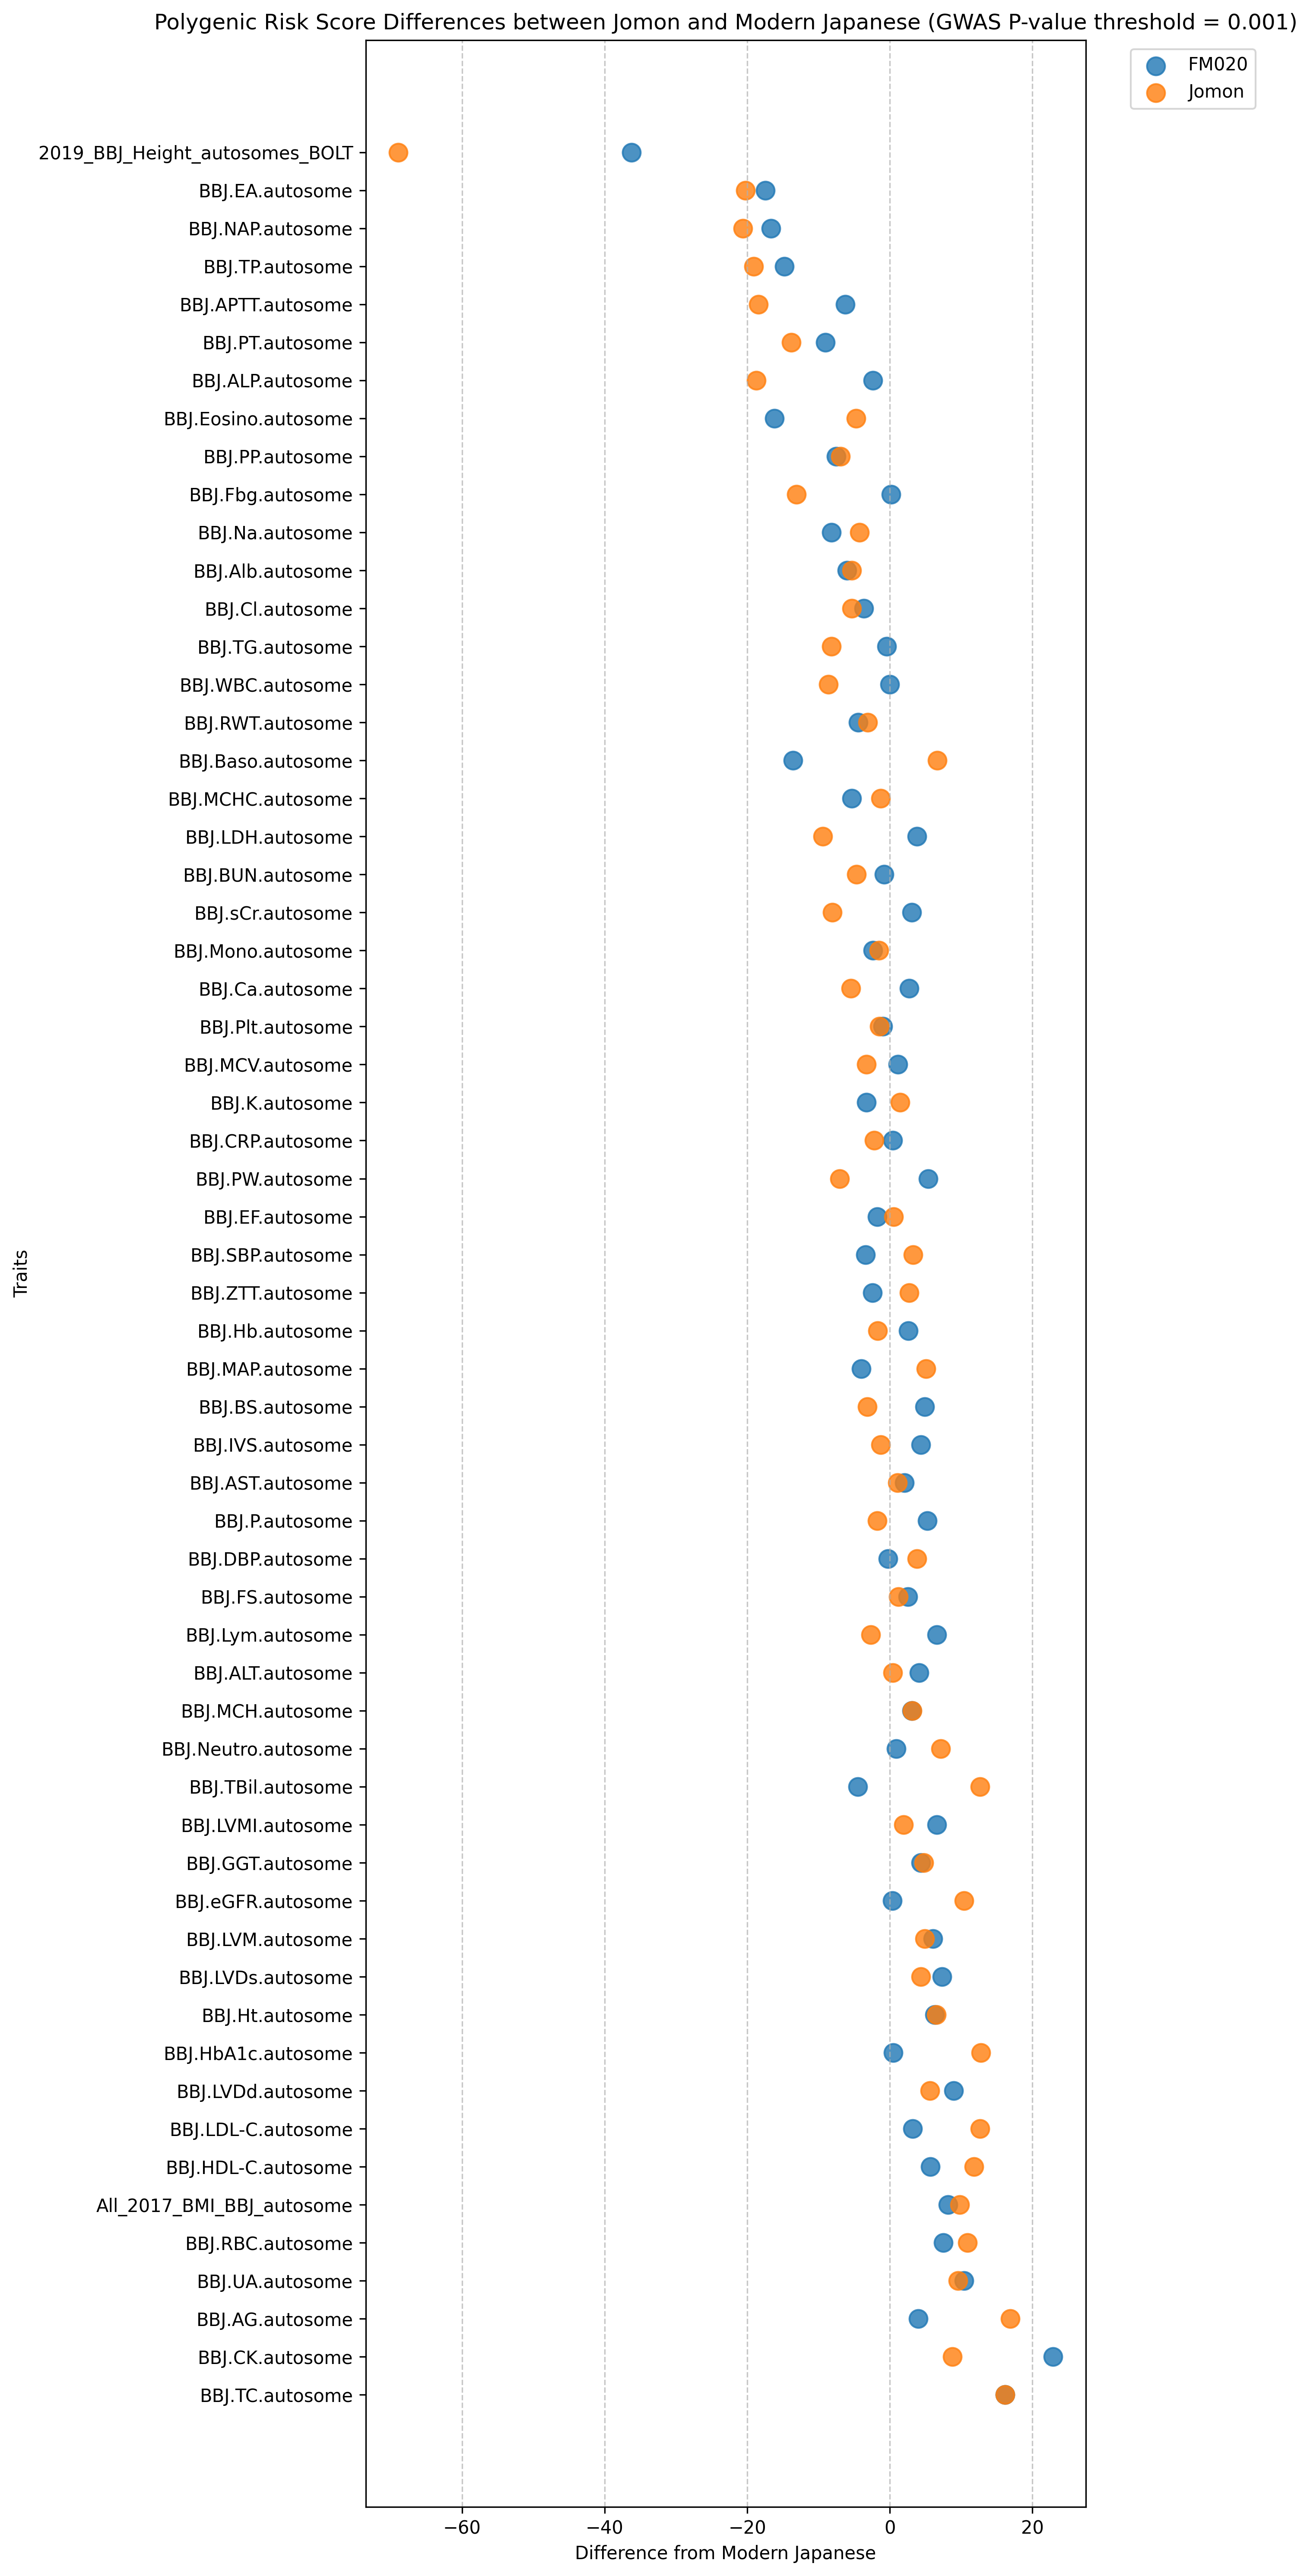 Polygenic Risk Score Differences between Jomon and Modern Japanese (GWAS P-value threshold = 0.001)
FM020
Jomon
2019_BBJ_Height_autosomes_BOLT
BBJ.EA.autosome
BBJ.NAP.autosome
BBJ.TP.autosome
BBJ.APTT.autosome
BBJ.PT.autosome
BBJ.ALP.autosome
BBJ.Eosino.autosome
BBJ.PP.autosome
BBJ.Fbg.autosome
BBJ.Na.autosome
BBJ.Alb.autosome
BBJ.Cl.autosome
BBJ.TG.autosome
BBJ.WBC.autosome
BBJ.RWT.autosome
BBJ.Baso.autosome
BBJ.MCHC.autosome
BBJ.LDH.autosome
BBJ.BUN.autosome
BBJ.sCr.autosome
BBJ.Mono.autosome
BBJ.Ca.autosome
BBJ.Plt.autosome
BBJ.MCV.autosome
BBJ.K.autosome
BBJ.CRP.autosome
BBJ.PW.autosome
BBJ.EF.autosome
BBJ.SBP.autosome
BBJ.ZTT.autosome
BBJ.Hb.autosome
BBJ.MAP.autosome
BBJ.BS.autosome
BBJ.IVS.autosome
BBJ.AST.autosome
BBJ.P.autosome
BBJ.DBP.autosome
BBJ.FS.autosome
BBJ.Lym.autosome
BBJ.ALT.autosome
BBJ.MCH.autosome
BBJ.Neutro.autosome
BBJ.TBil.autosome
BBJ.LVMI.autosome
BBJ.GGT.autosome
BBJ.eGFR.autosome
BBJ.LVM.autosome
BBJ.LVDs.autosome
BBJ.Ht.autosome
BBJ.HbA1c.autosome
BBJ.LVDd.autosome
BBJ.LDL-C.autosome
BBJ.HDL-C.autosome
All_2017_BMI_BBJ_autosome
BBJ.RBC.autosome
BBJ.UA.autosome
BBJ.AG.autosome
BBJ.CK.autosome
BBJ.TC.autosome
Traits
−60 −40 −20 0 20
Difference from Modern Japanese